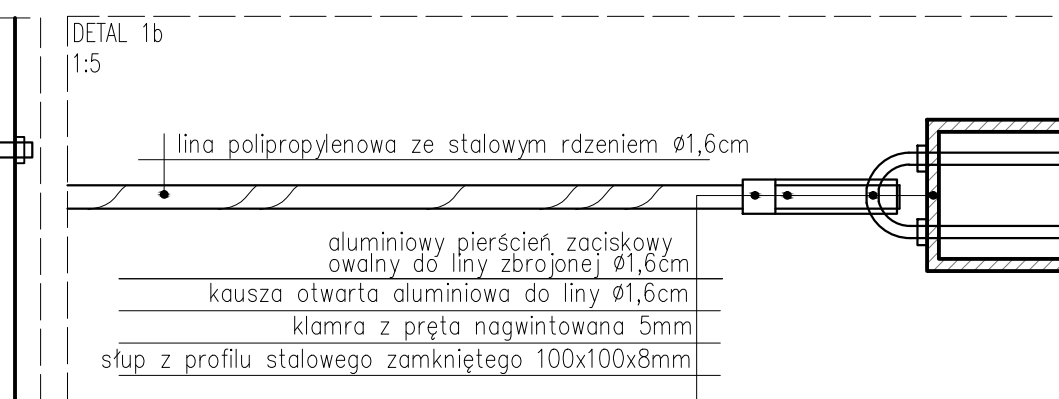 DETAL 1b
1:5
lina polipropylenowa ze stalowym rdzeniem ø1,6cm
aluminiowy pierścień zaciskowy
owalny do liny zbrojonej ø1,6cm
kausza otwarta aluminiowa do liny ø1,6cm
klamra z pręta nagwintowana 5mm
słup z profilu stalowego zamkniętego 100x100x8mm